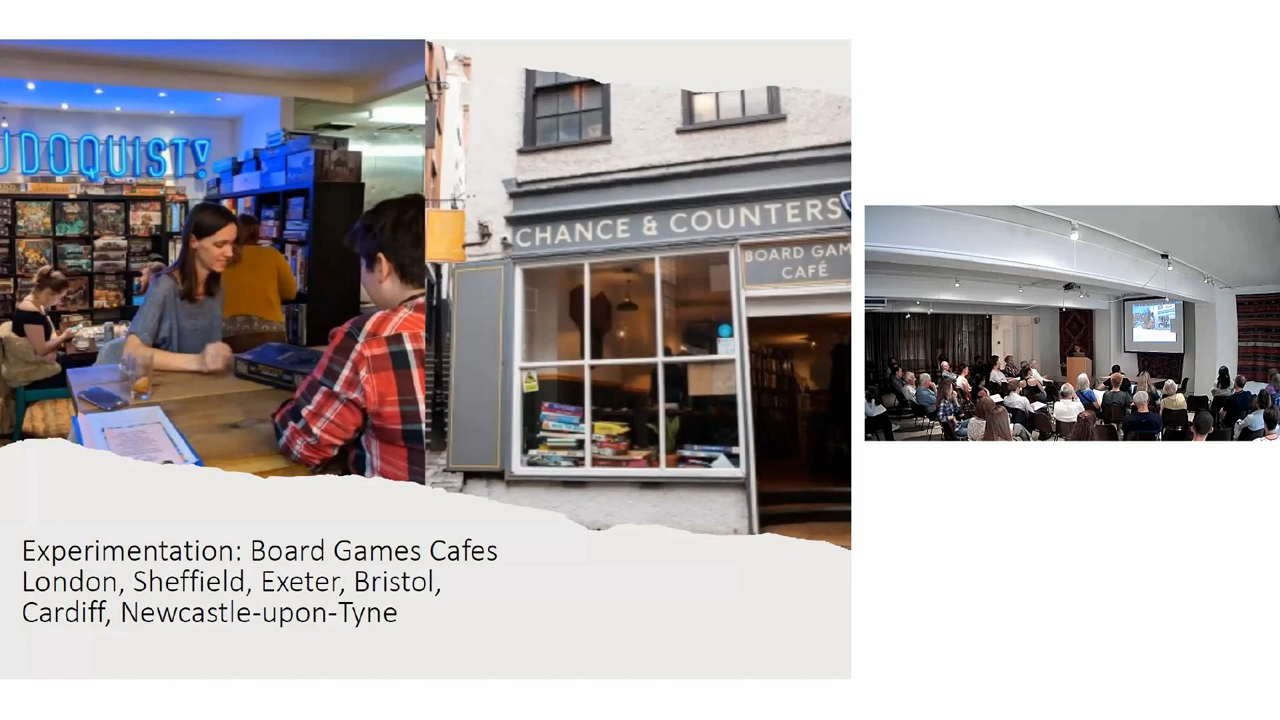 UDOQUIST
CHANCE & COUNTERS
BOARD GAM
CAFÉ
Experimentation: Board Games Cafes
London, Sheffield, Exeter, Bristol,
Cardiff, Newcastle-upon-Tyne